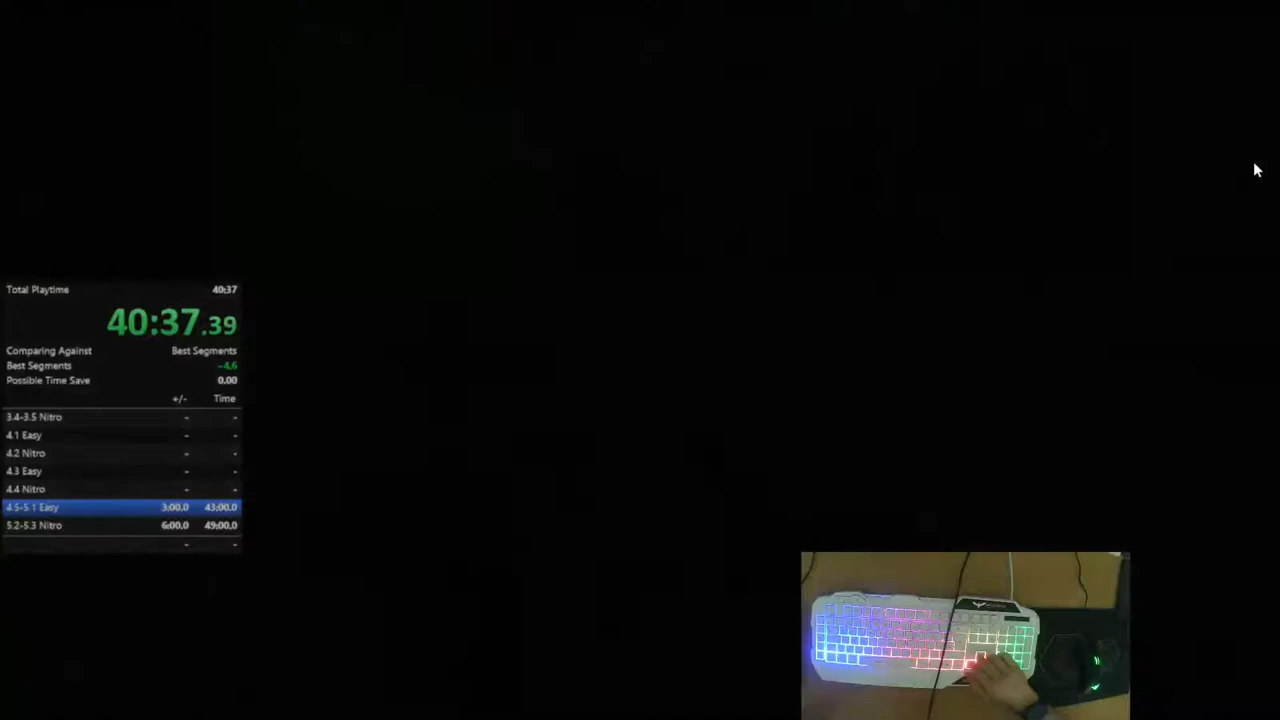 Total Playtime 40:37
40:37.39
Comparing Against Best Segments
Best Segments -4.6
Possible Time Save 0.00
+/- Time
3.4-3.5 Nitro - -
4.1 Easy - -
4.2 Nitro - -
4.3 Easy - -
4.4 Nitro - -
4.5-5.1 Easy 3:00.0 43:00.0
5.2-5.3 Nitro 6:00.0 49:00.0
- -